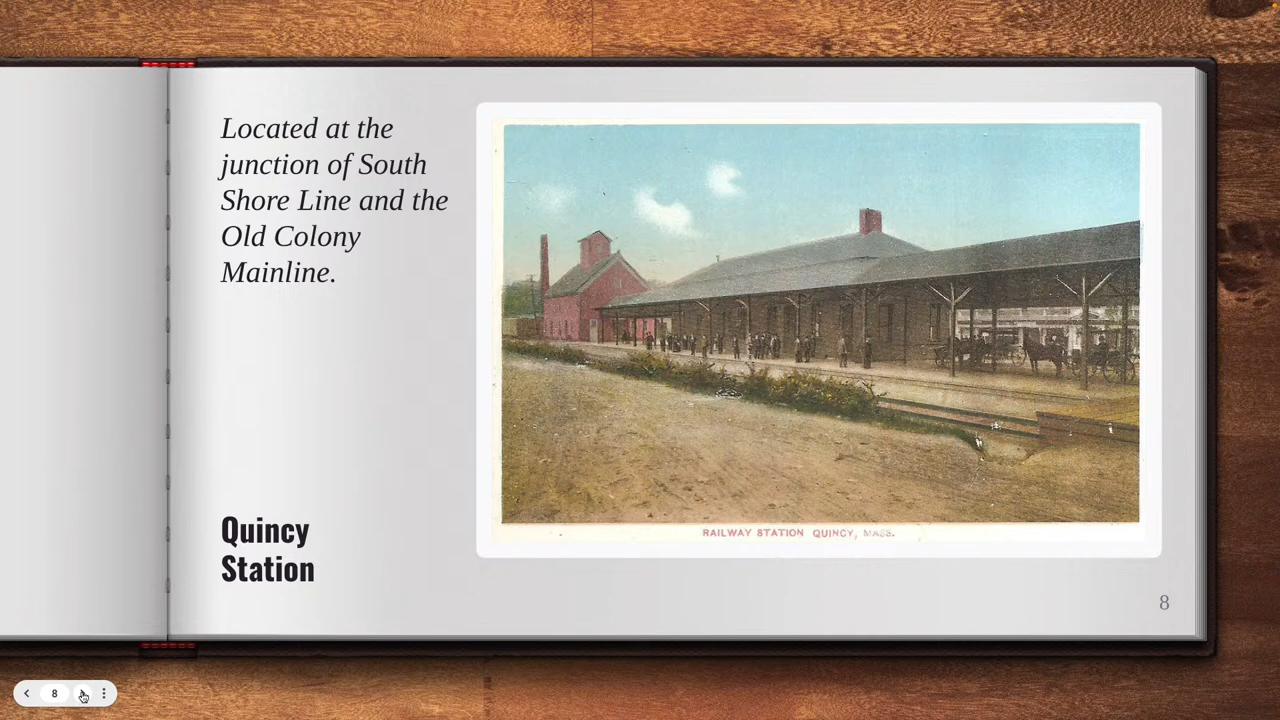 Located at the
junction of South
Shore Line and the
Old Colony
Mainline.
Quincy
Station
RAILWAY STATION QUINCY, MASS.
8
8